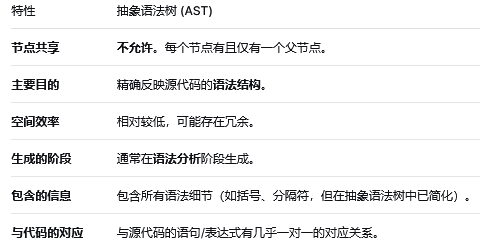 特性 抽象语法树 (AST)
节点共享 不允许。每个节点有且仅有一个父节点。
主要目的 精确反映源代码的语法结构。
空间效率 相对较低，可能存在冗余。
生成的阶段 通常在语法分析阶段生成。
包含的信息 包含所有语法细节（如括号、分隔符，但在抽象语法树中已简化）。
与代码的对应 与源代码的语句/表达式有几乎一对一的对应关系。